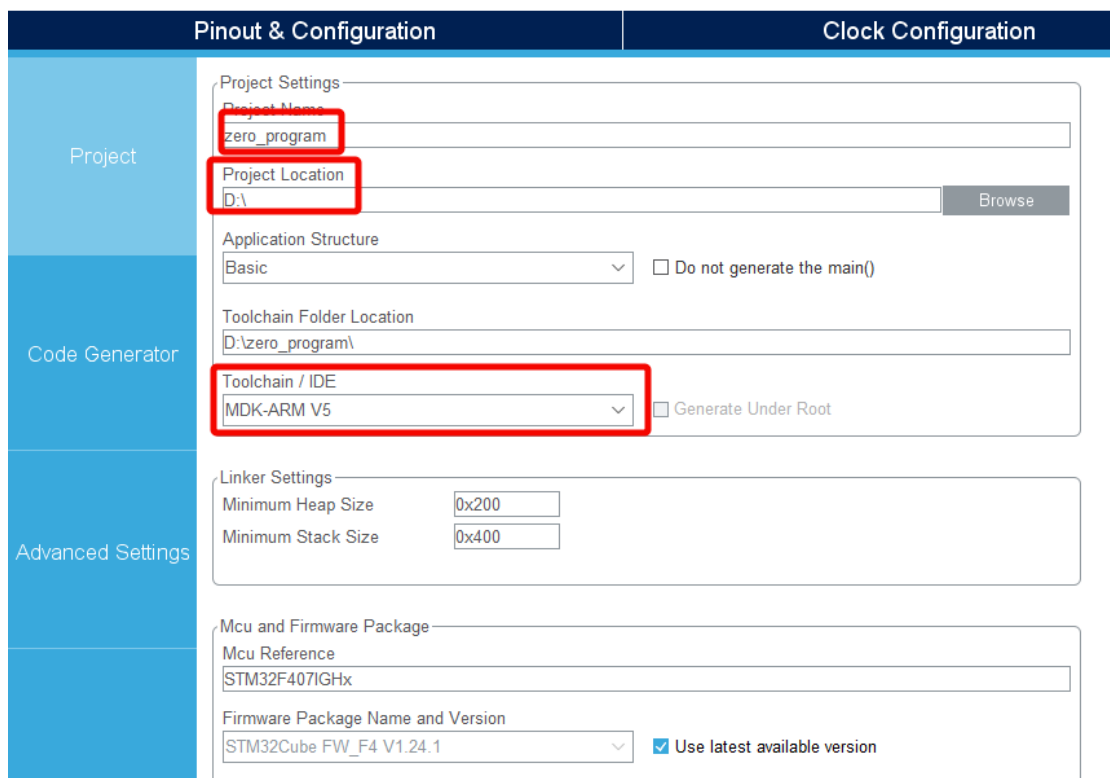 Pinout & Configuration
Clock Configuration
Project
Code Generator
Advanced Settings
Project Settings
Project Name
zero_program
Project Location
D:\
Browse
Application Structure
Basic
Do not generate the main()
Toolchain Folder Location
D:\zero_program\
Toolchain / IDE
MDK-ARM V5
Generate Under Root
Linker Settings
Minimum Heap Size 0x200
Minimum Stack Size 0x400
Mcu and Firmware Package
Mcu Reference
STM32F407IGHx
Firmware Package Name and Version
STM32Cube FW_F4 V1.24.1
Use latest available version